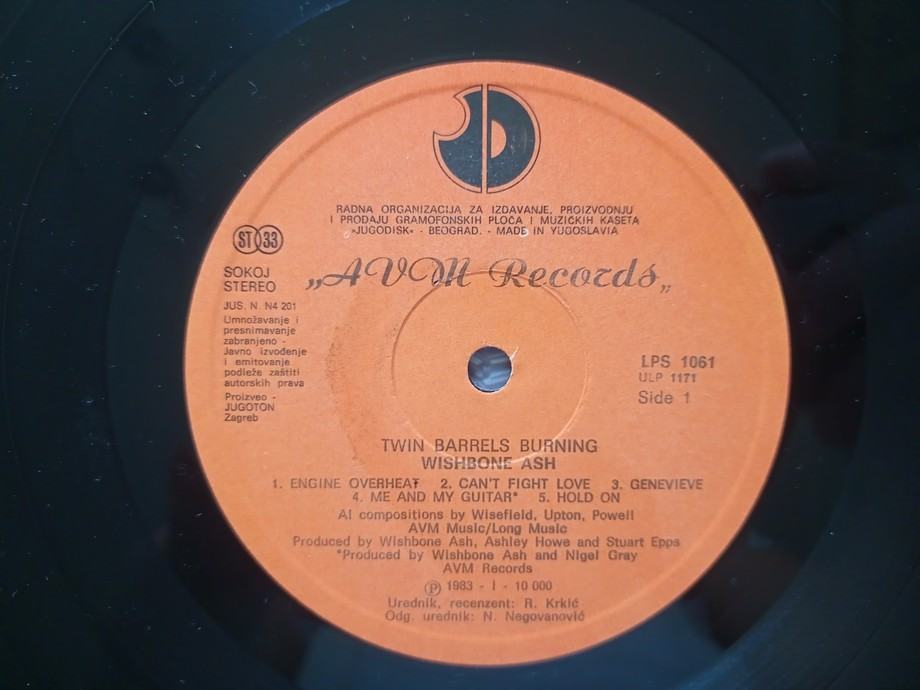 RADNA ORGANIZACIJA ZA IZDAVANJE, PROIZVODNJU
I PRODAJU GRAMOFONSKIH PLOČA I MUZIČKIH KASETA
»JUGODISK« - BEOGRAD. - MADE IN YUGOSLAVIA
ST 33
SOKOJ
STEREO
„AVM Records„
JUS. N. N4 201
Umnožavanje i
presnimavanje
zabranjeno -
Javno izvođenje
i emitovanje
podleže zaštiti
autorskih prava
Proizveo -
JUGOTON
Zagreb
LPS 1061
ULP 1171
Side 1
TWIN BARRELS BURNING
WISHBONE ASH
1. ENGINE OVERHEAT 2. CAN'T FIGHT LOVE 3. GENEVIEVE
4. ME AND MY GUITAR* 5. HOLD ON
Al compositions by Wisefield, Upton, Powell
AVM Music/Long Music
Produced by Wishbone Ash, Ashley Howe and Stuart Epps
*Produced by Wishbone Ash and Nigel Gray
AVM Records
Ⓟ 1983 - I - 10 000
Urednik, recenzent: R. Krkić
Odg. urednik: N. Negovanović